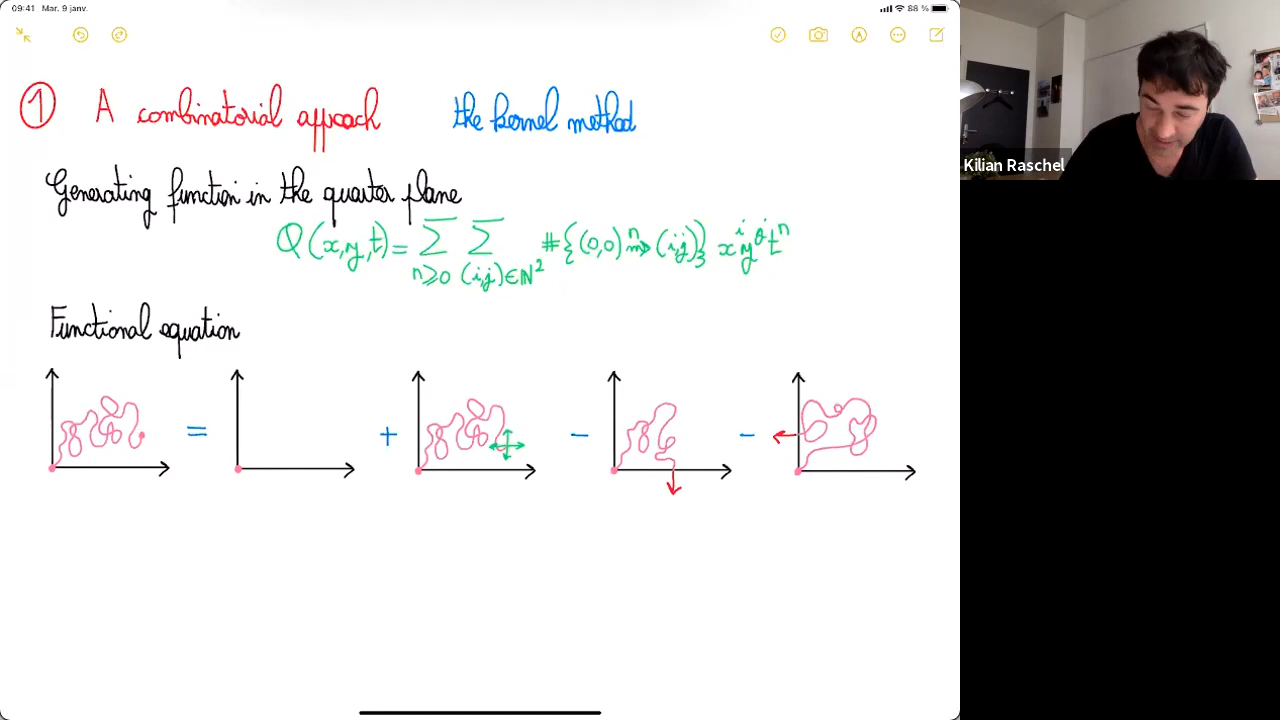 09:41 Mar. 9 janv.
88 %
① A combinatorial approach the kernel method
Generating function in the quarter plane
Q(x,y,t) = ∑_{n⩾0} ∑_{(i,j)∈ℕ²} #{(0,0) ⇝ⁿ (i,j)} xⁱ yʲ tⁿ
Functional equation
= + − −
Kilian Raschel